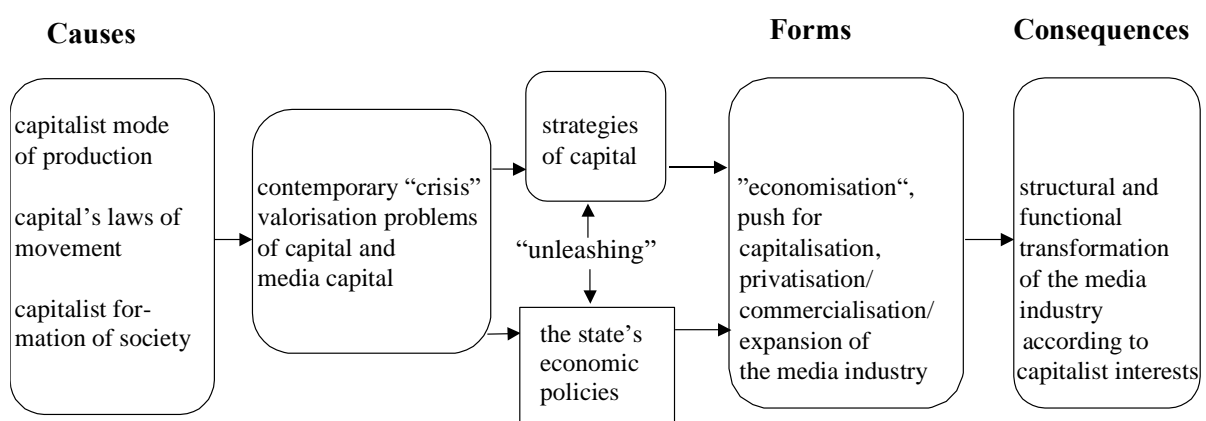 Causes
Forms
Consequences
capitalist mode
of production
capital’s laws of
movement
capitalist for-
mation of society
contemporary “crisis”
valorisation problems
of capital and
media capital
strategies
of capital
“unleashing”
the state’s
economic
policies
”economisation“,
push for
capitalisation,
privatisation/
commercialisation/
expansion of
the media industry
structural and
functional
transformation
of the media
industry
according to
capitalist interests